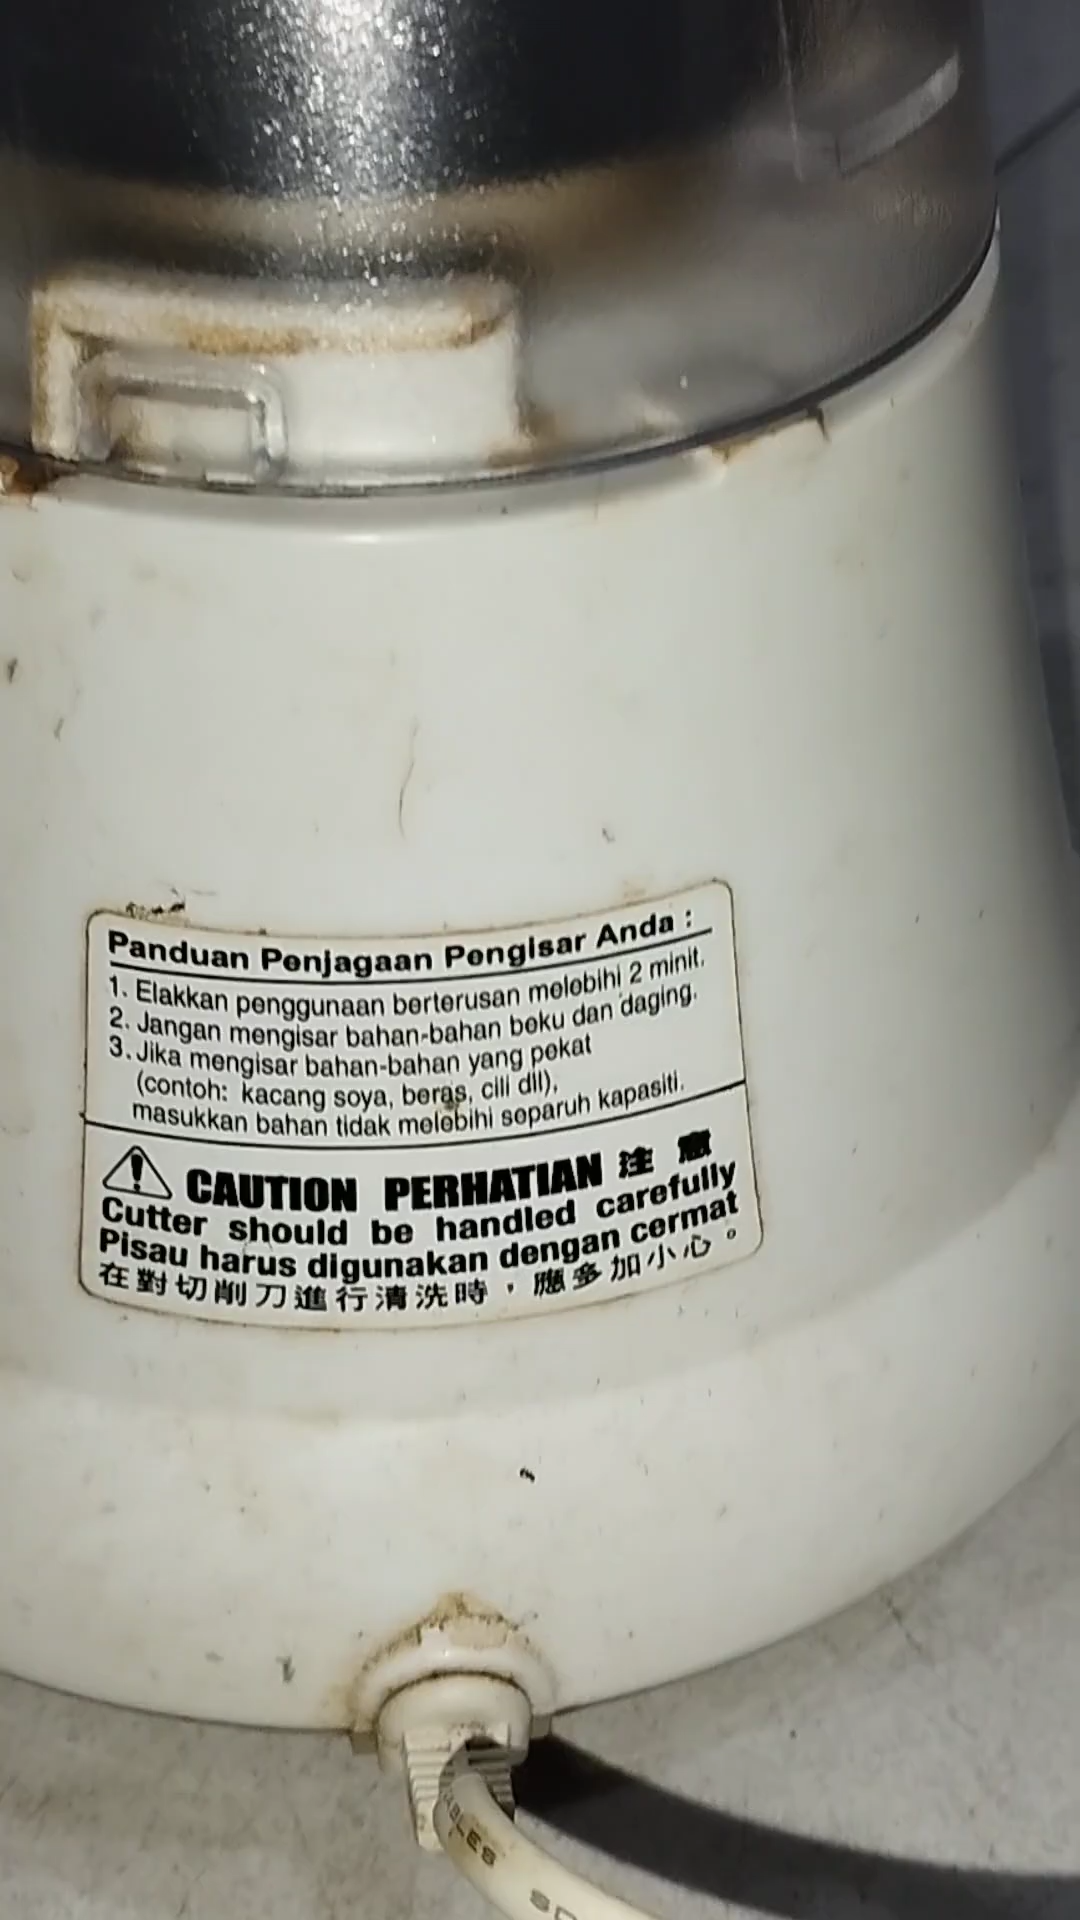 Panduan Penjagaan Pengisar Anda :
1. Elakkan penggunaan berterusan melebihi 2 minit.
2. Jangan mengisar bahan-bahan beku dan daging.
3. Jika mengisar bahan-bahan yang pekat
(contoh: kacang soya, beras, cili dll),
masukkan bahan tidak melebihi separuh kapasiti.
CAUTION PERHATIAN 注 意
Cutter should be handled carefully
Pisau harus digunakan dengan cermat
在對切削刀進行清洗時，應多加小心。
ABLES